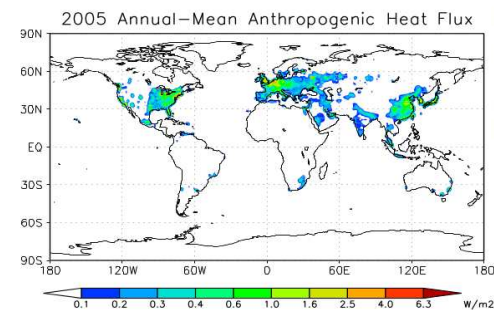 2005 Annual-Mean Anthropogenic Heat Flux
90N
60N
30N
EQ
30S
60S
90S
180 120W 60W 0 60E 120E 180
0.1 0.2 0.3 0.4 0.6 1.0 1.6 2.5 4.0 6.3 W/m2